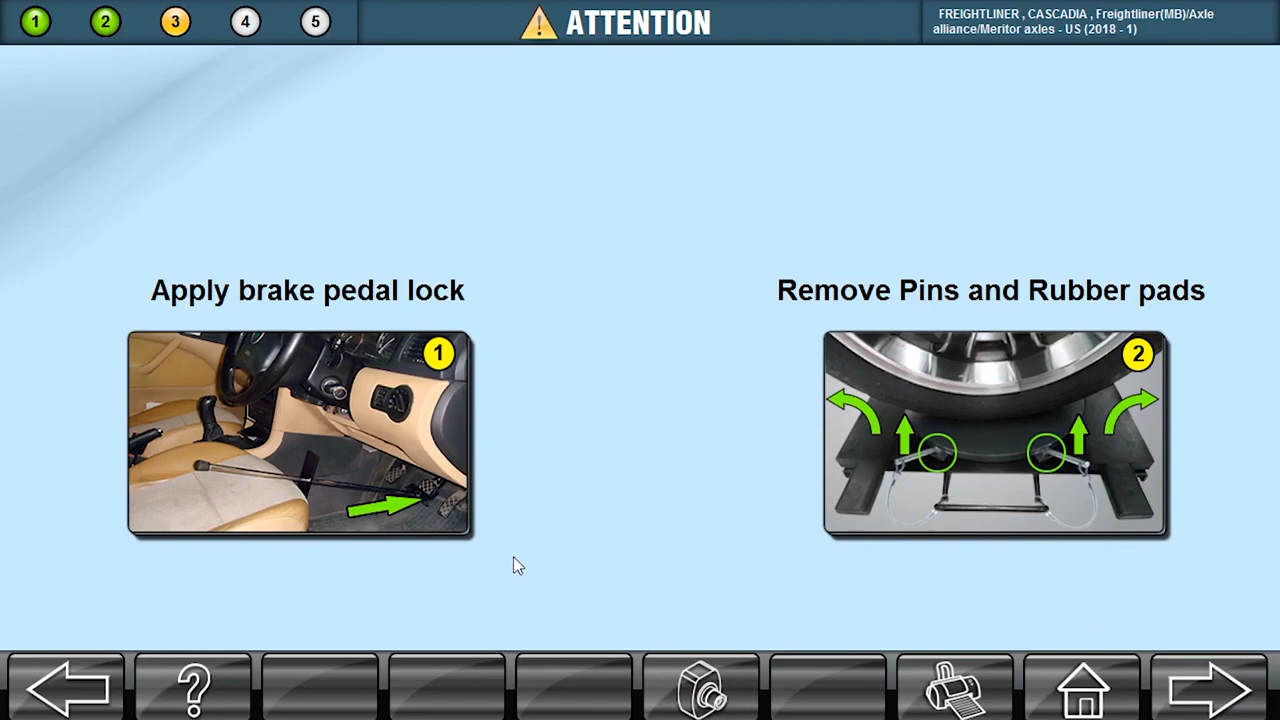 1 2 3 4 5
ATTENTION
FREIGHTLINER , CASCADIA , Freightliner(MB)/Axle
alliance/Meritor axles - US (2018 - 1)
Apply brake pedal lock
Remove Pins and Rubber pads
1
2
?